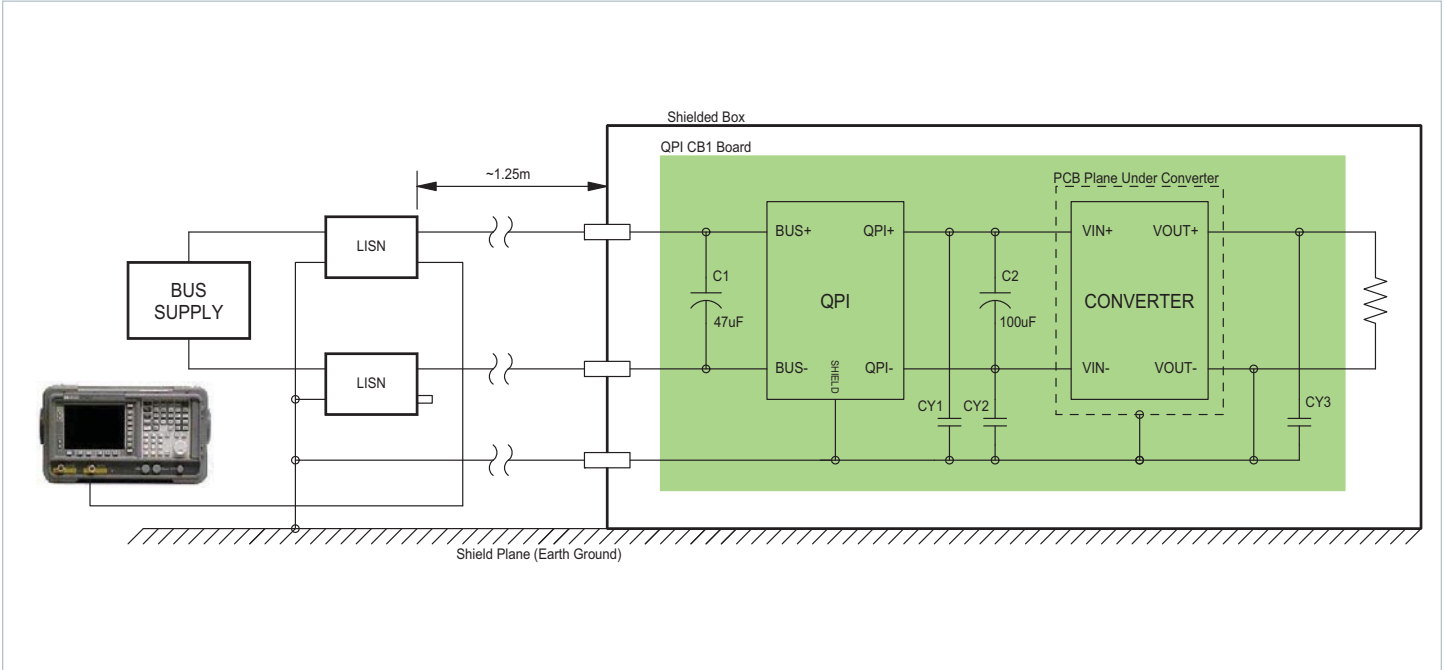 Shielded Box
QPI CB1 Board
~1.25m
PCB Plane Under Converter
LISN
BUS+
QPI+
VIN+
VOUT+
C1
C2
BUS
SUPPLY
QPI
CONVERTER
47uF
100uF
LISN
BUS-
SHIELD
QPI-
VIN-
VOUT-
CY1
CY2
CY3
Shield Plane (Earth Ground)